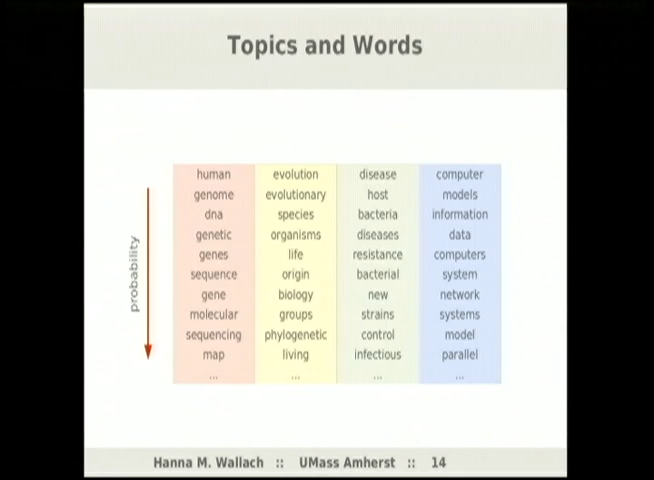 Topics and Words
probability
human evolution disease computer
genome evolutionary host models
dna species bacteria information
genetic organisms diseases data
genes life resistance computers
sequence origin bacterial system
gene biology new network
molecular groups strains systems
sequencing phylogenetic control model
map living infectious parallel
... ... ... ...
Hanna M. Wallach :: UMass Amherst :: 14